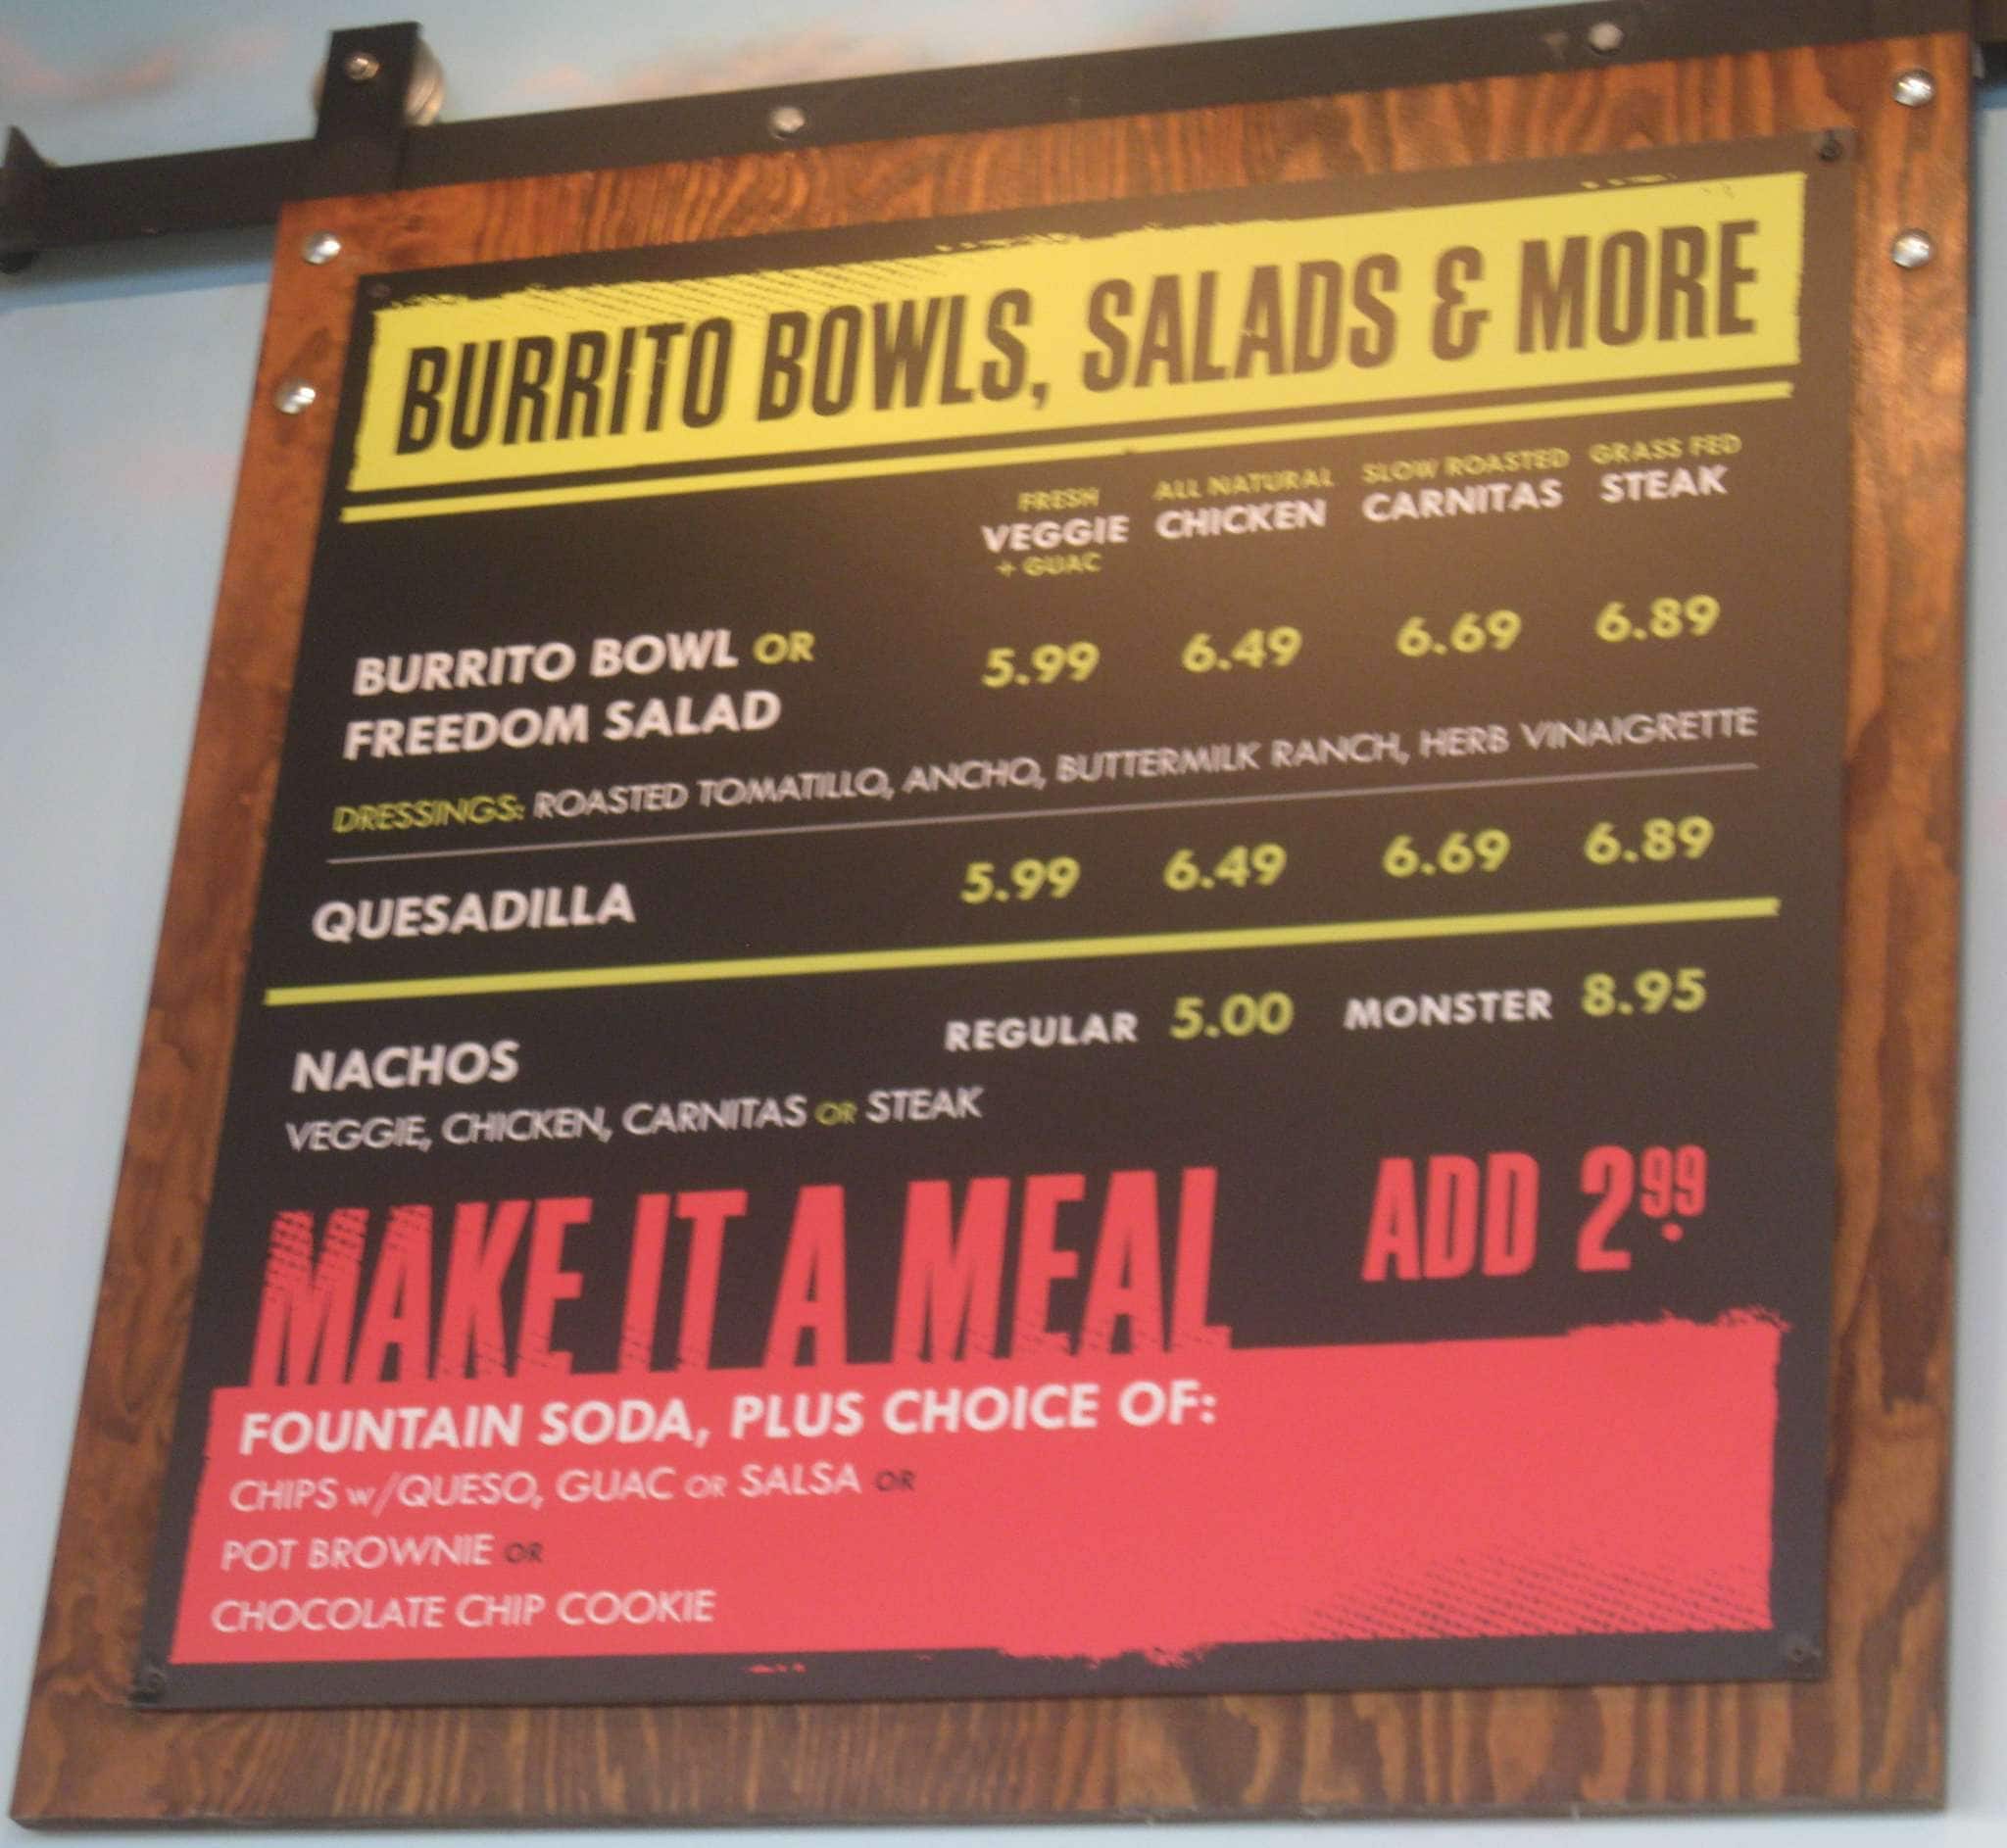 BURRITO BOWLS, SALADS & MORE
FRESH VEGGIE + GUAC ALL NATURAL CHICKEN SLOW ROASTED CARNITAS GRASS FED STEAK
BURRITO BOWL OR 5.99 6.49 6.69 6.89
FREEDOM SALAD
DRESSINGS: ROASTED TOMATILLO, ANCHO, BUTTERMILK RANCH, HERB VINAIGRETTE
QUESADILLA 5.99 6.49 6.69 6.89
NACHOS REGULAR 5.00 MONSTER 8.95
VEGGIE, CHICKEN, CARNITAS OR STEAK
MAKE IT A MEAL ADD 2.99
FOUNTAIN SODA, PLUS CHOICE OF:
CHIPS w/QUESO, GUAC OR SALSA OR
POT BROWNIE OR
CHOCOLATE CHIP COOKIE